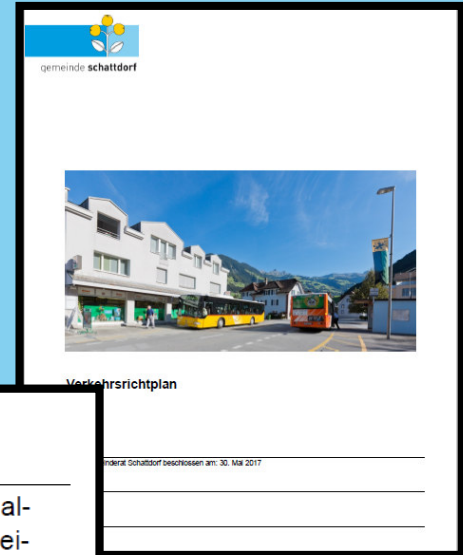 gemeinde schattdorf
Verkehrsrichtplan
inderat Schattdorf beschlossen am: 30. Mai 2017
al-
ei-